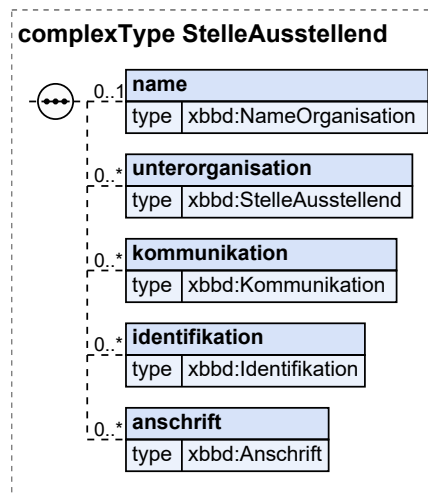 complexType StelleAusstellend
0..1 name
type xbbd:NameOrganisation
0..* unterorganisation
type xbbd:StelleAusstellend
0..* kommunikation
type xbbd:Kommunikation
0..* identifikation
type xbbd:Identifikation
0..* anschrift
type xbbd:Anschrift